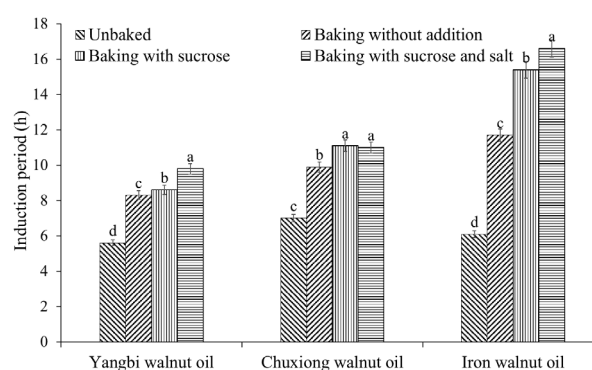 Induction period (h)
18
16
14
12
10
8
6
4
2
0
Unbaked
Baking without addition
Baking with sucrose
Baking with sucrose and salt
d
c
b
a
c
b
a
a
d
c
b
a
Yangbi walnut oil
Chuxiong walnut oil
Iron walnut oil